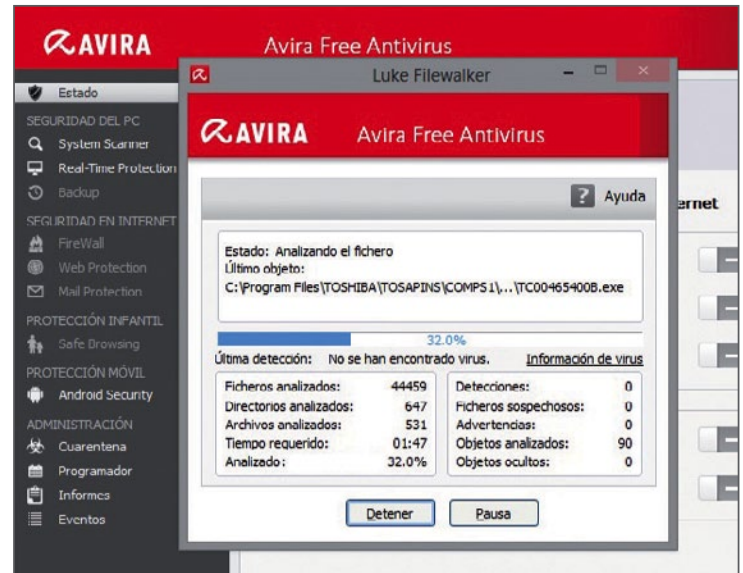 AVIRA
Avira Free Antivirus
Estado
SEGURIDAD DEL PC
System Scanner
Real-Time Protection
Backup
SEGURIDAD EN INTERNET
FireWall
Web Protection
Mail Protection
PROTECCIÓN INFANTIL
Safe Browsing
PROTECCIÓN MÓVIL
Android Security
ADMINISTRACIÓN
Cuarentena
Programador
Informes
Eventos
ernet
Luke Filewalker
AVIRA
Avira Free Antivirus
? Ayuda
Estado: Analizando el fichero
Último objeto:
C:\Program Files\TOSHIBA\TOSAPINS\COMPS1\...\TC00465400B.exe
32.0%
Última detección: No se han encontrado virus. Información de virus
Ficheros analizados: 44459
Directorios analizados: 647
Archivos analizados: 531
Tiempo requerido: 01:47
Analizado: 32.0%
Detecciones: 0
Ficheros sospechosos: 0
Advertencias: 0
Objetos analizados: 90
Objetos ocultos: 0
Detener
Pausa